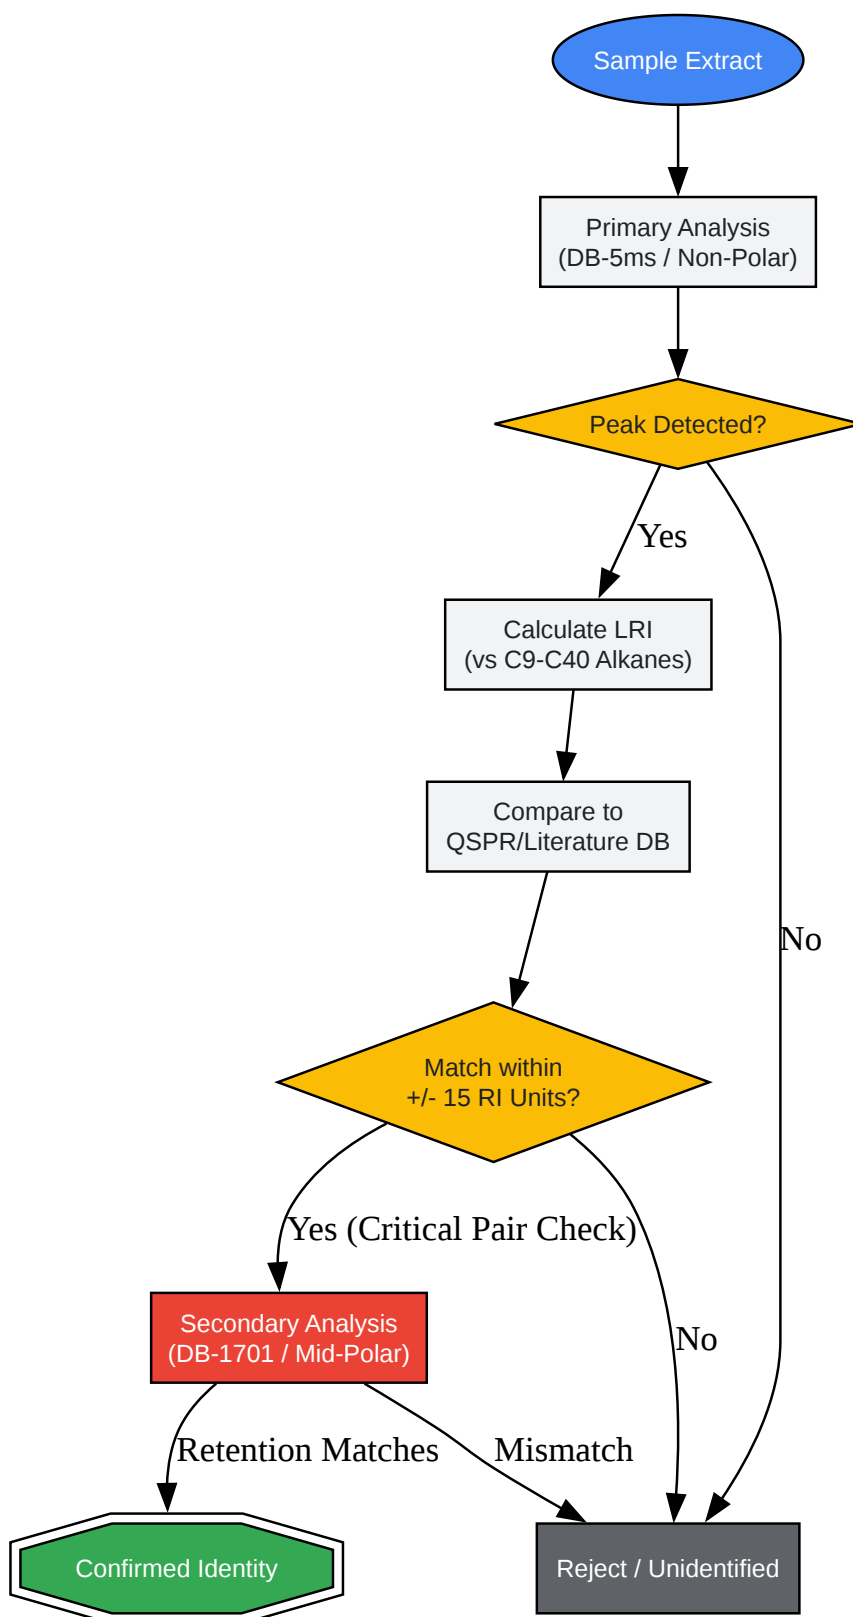 Sample Extract
Primary Analysis
(DB-5ms / Non-Polar)
Peak Detected?
Yes
Calculate LRI
(vs C9-C40 Alkanes)
Compare to
QSPR/Literature DB
No
Match within
+/- 15 RI Units?
Yes (Critical Pair Check)
Secondary Analysis
(DB-1701 / Mid-Polar)
No
Retention Matches
Mismatch
Confirmed Identity
Reject / Unidentified